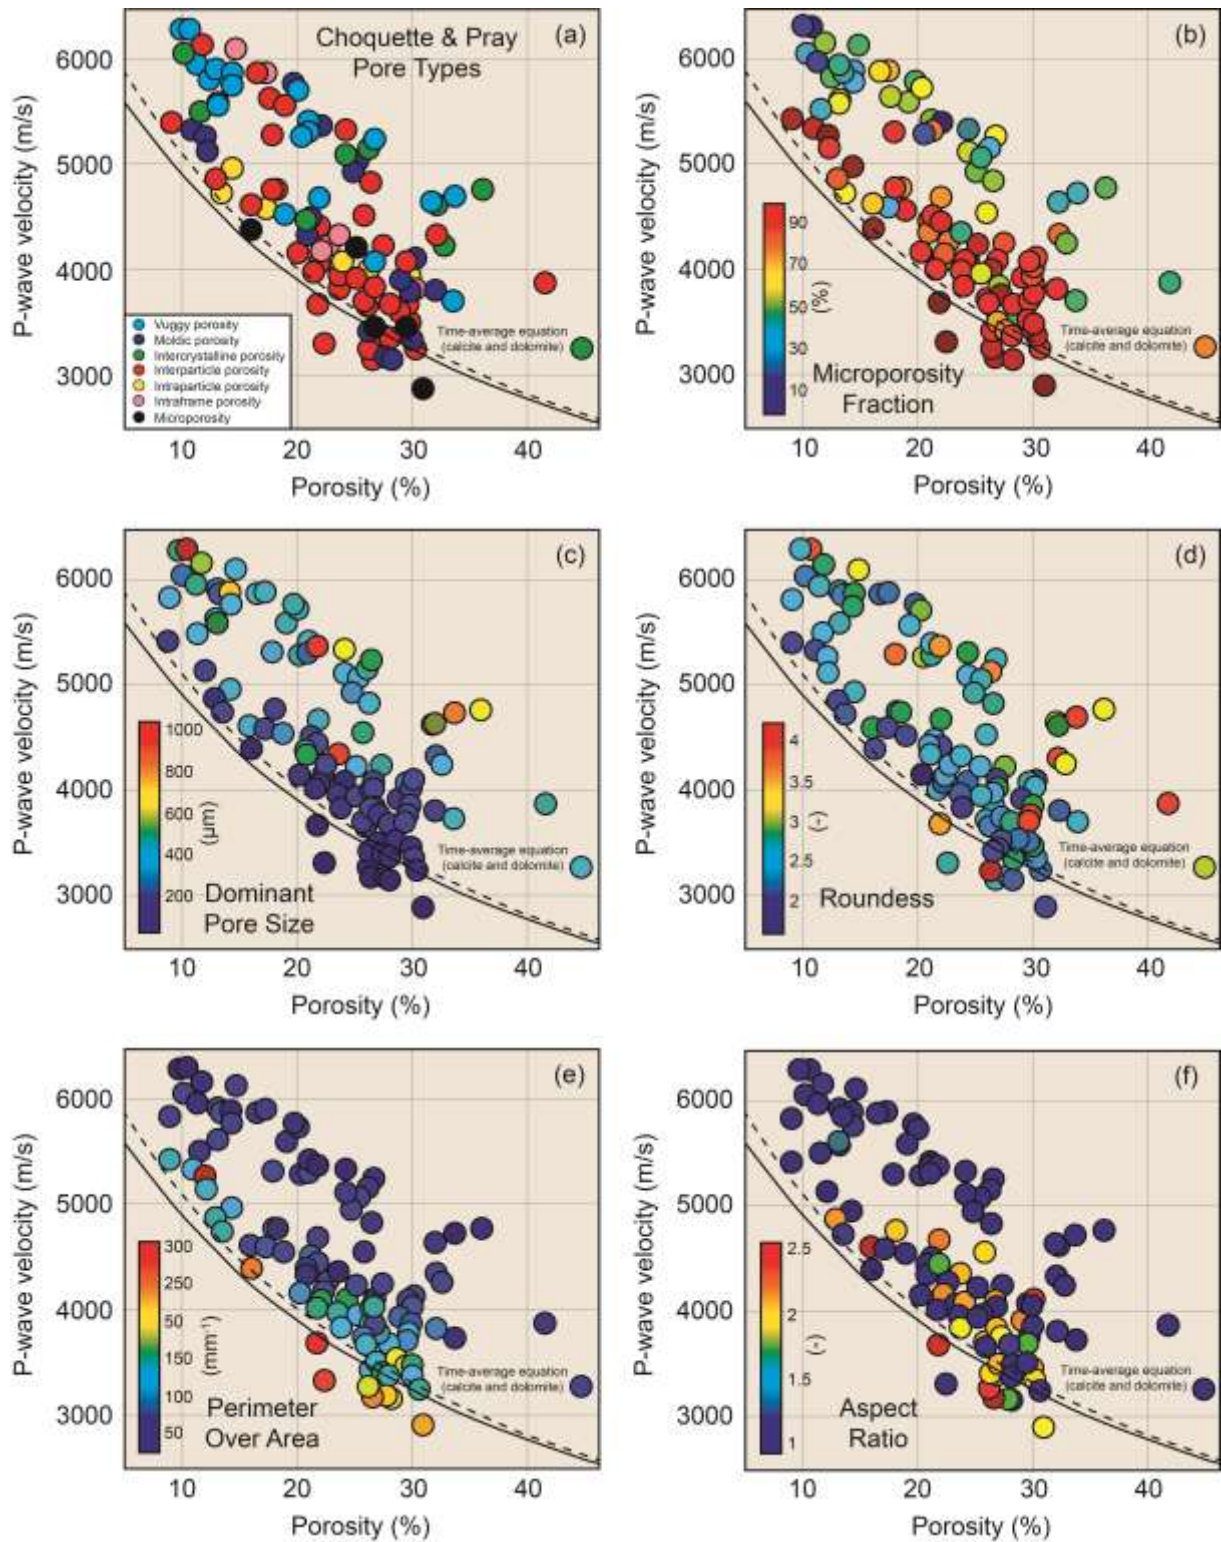 (a)
Choquette & Pray
Pore Types
P-wave velocity (m/s)
6000
5000
4000
3000
Vuggy porosity
Moldic porosity
Intercrystalline porosity
Interparticle porosity
Intraparticle porosity
Intraframe porosity
Microporosity
Time-average equation
(calcite and dolomite)
10
20
30
40
Porosity (%)
(b)
P-wave velocity (m/s)
6000
5000
4000
3000
90
70
50
30
10
(%)
Microporosity
Fraction
Time-average equation
(calcite and dolomite)
10
20
30
40
Porosity (%)
(c)
P-wave velocity (m/s)
6000
5000
4000
3000
1000
800
600
400
200
(µm)
Dominant
Pore Size
Time-average equation
(calcite and dolomite)
10
20
30
40
Porosity (%)
(d)
P-wave velocity (m/s)
6000
5000
4000
3000
4
3.5
3
2.5
2
(-)
Roundess
Time-average equation
(calcite and dolomite)
10
20
30
40
Porosity (%)
(e)
P-wave velocity (m/s)
6000
5000
4000
3000
300
250
50
150
100
50
(mm⁻¹)
Perimeter
Over Area
Time-average equation
(calcite and dolomite)
10
20
30
40
Porosity (%)
(f)
P-wave velocity (m/s)
6000
5000
4000
3000
2.5
2
1.5
1
(-)
Aspect
Ratio
Time-average equation
(calcite and dolomite)
10
20
30
40
Porosity (%)